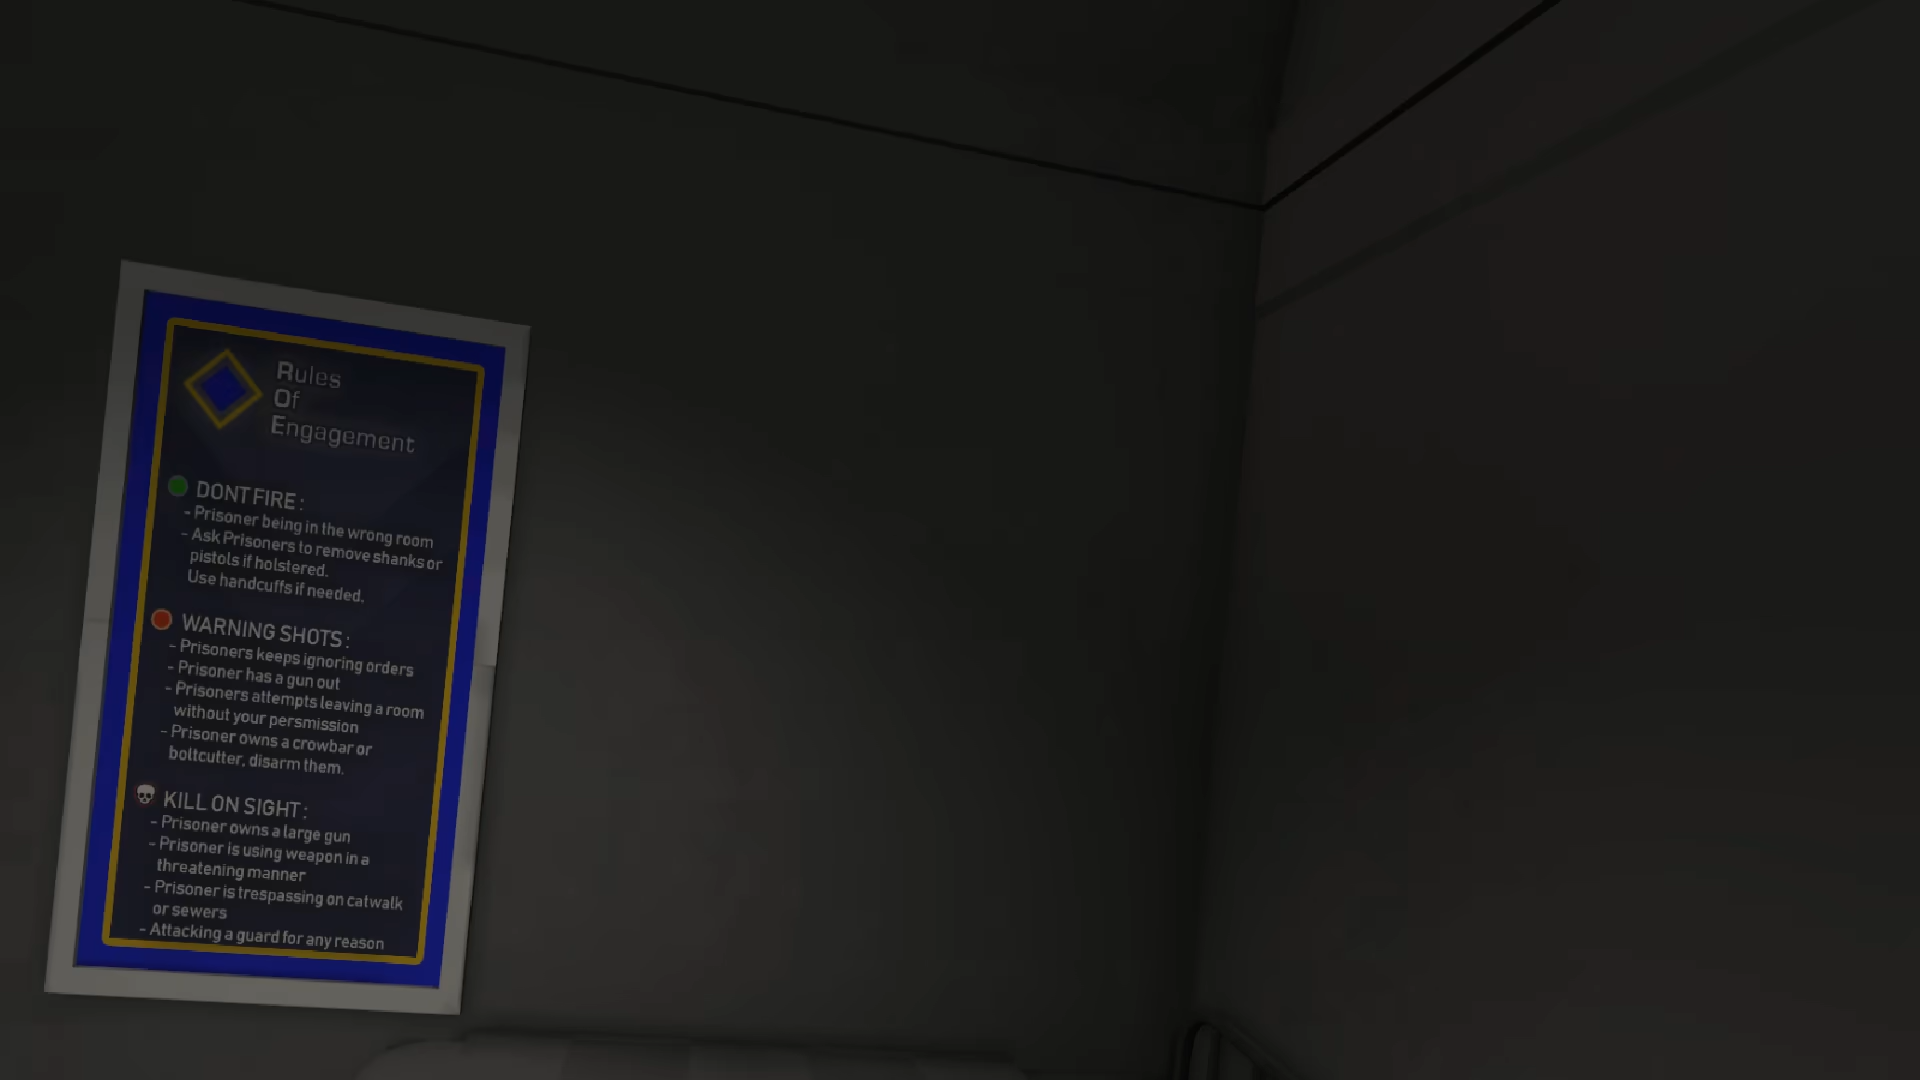 Rules
Of
Engagement
DONT FIRE :
- Prisoner being in the wrong room
- Ask Prisoners to remove shanks or
pistols if holstered.
Use handcuffs if needed.
WARNING SHOTS :
- Prisoners keeps ignoring orders
- Prisoner has a gun out
- Prisoners attempts leaving a room
without your persmission
- Prisoner owns a crowbar or
boltcutter, disarm them.
KILL ON SIGHT :
- Prisoner owns a large gun
- Prisoner is using weapon in a
threatening manner
- Prisoner is trespassing on catwalk
or sewers
- Attacking a guard for any reason